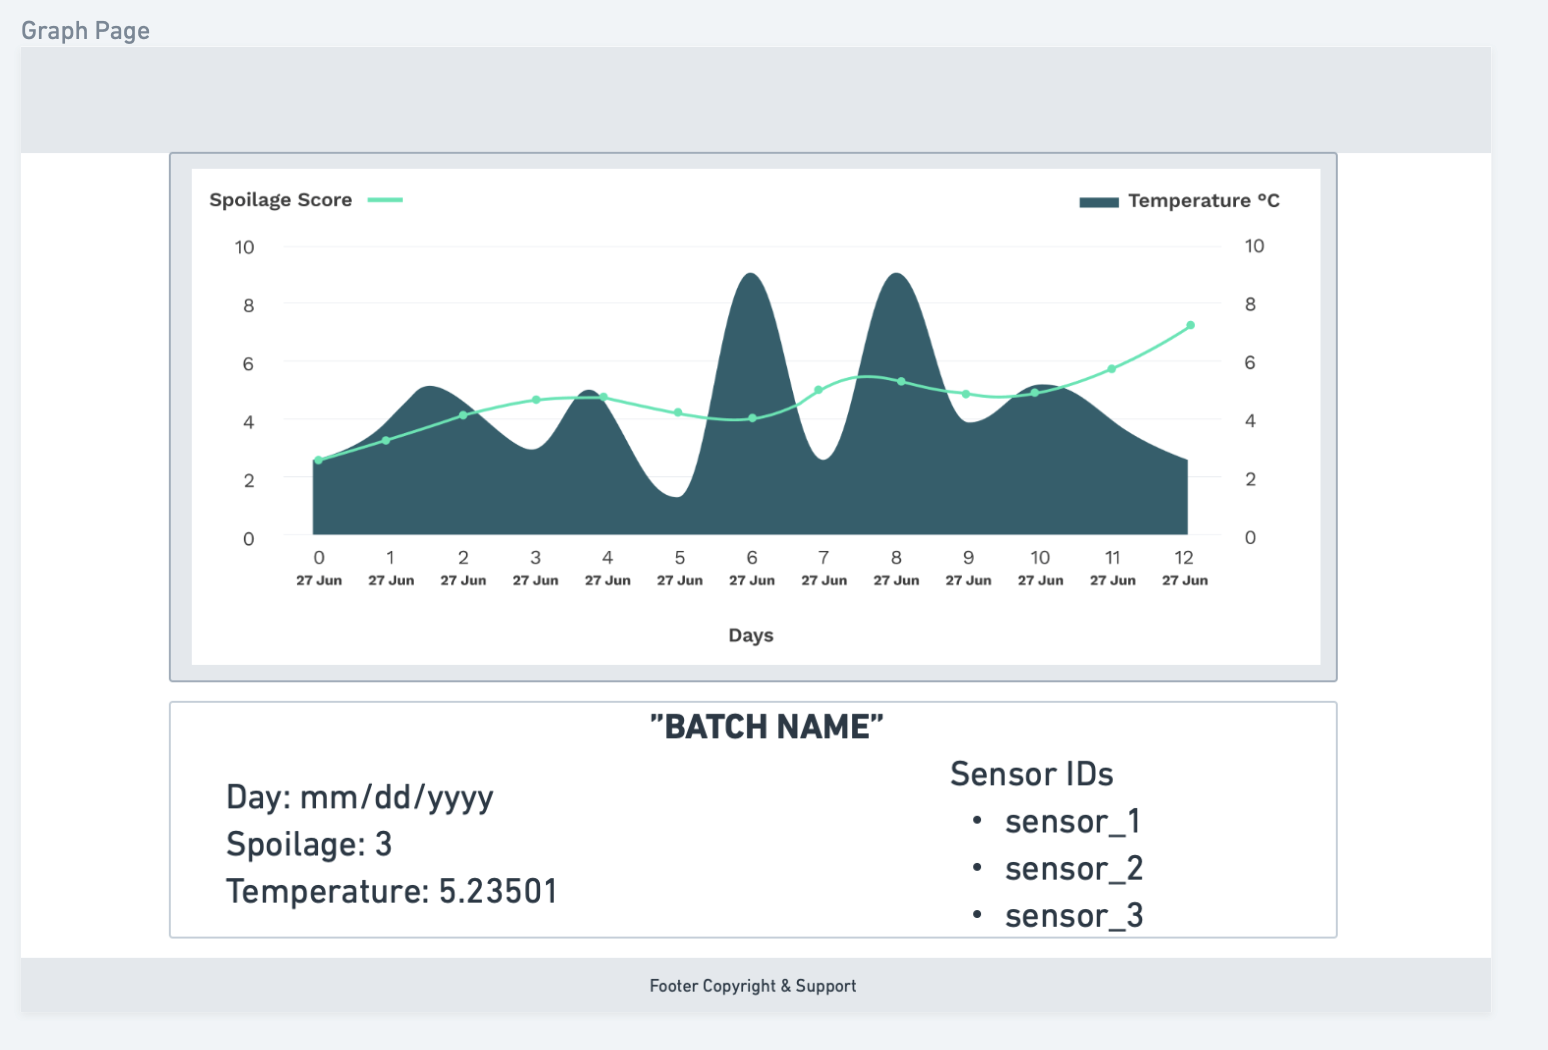 Graph Page
Spoilage Score
Temperature °C
10 10
8 8
6 6
4 4
2 2
0 0
0 1 2 3 4 5 6 7 8 9 10 11 12
27 Jun 27 Jun 27 Jun 27 Jun 27 Jun 27 Jun 27 Jun 27 Jun 27 Jun 27 Jun 27 Jun 27 Jun 27 Jun
Days
”BATCH NAME”
Day: mm/dd/yyyy
Spoilage: 3
Temperature: 5.23501
Sensor IDs
• sensor_1
• sensor_2
• sensor_3
Footer Copyright & Support